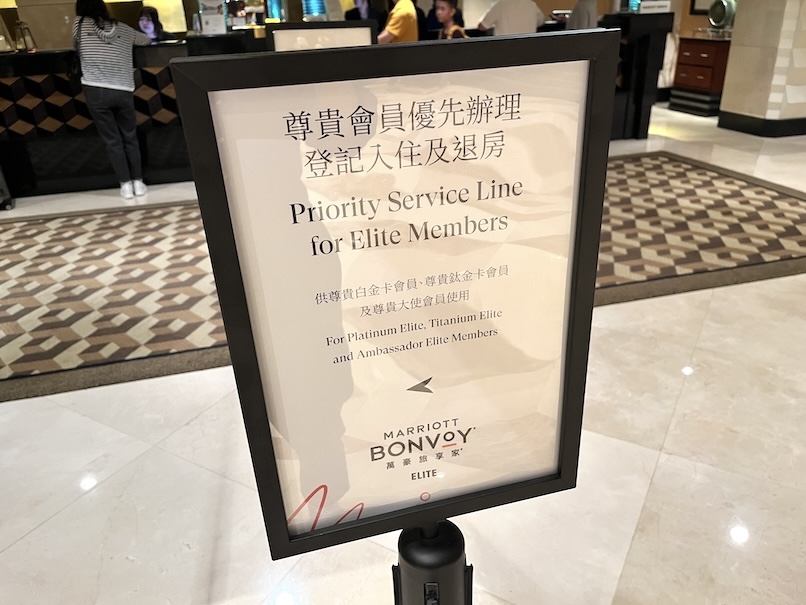 尊貴會員優先辦理
登記入住及退房
Priority Service Line
for Elite Members
供尊貴白金卡會員、尊貴鈦金卡會員
及尊貴大使會員使用
For Platinum Elite, Titanium Elite
and Ambassador Elite Members
MARRIOTT
BONVOY®
萬豪旅享家®
ELITE